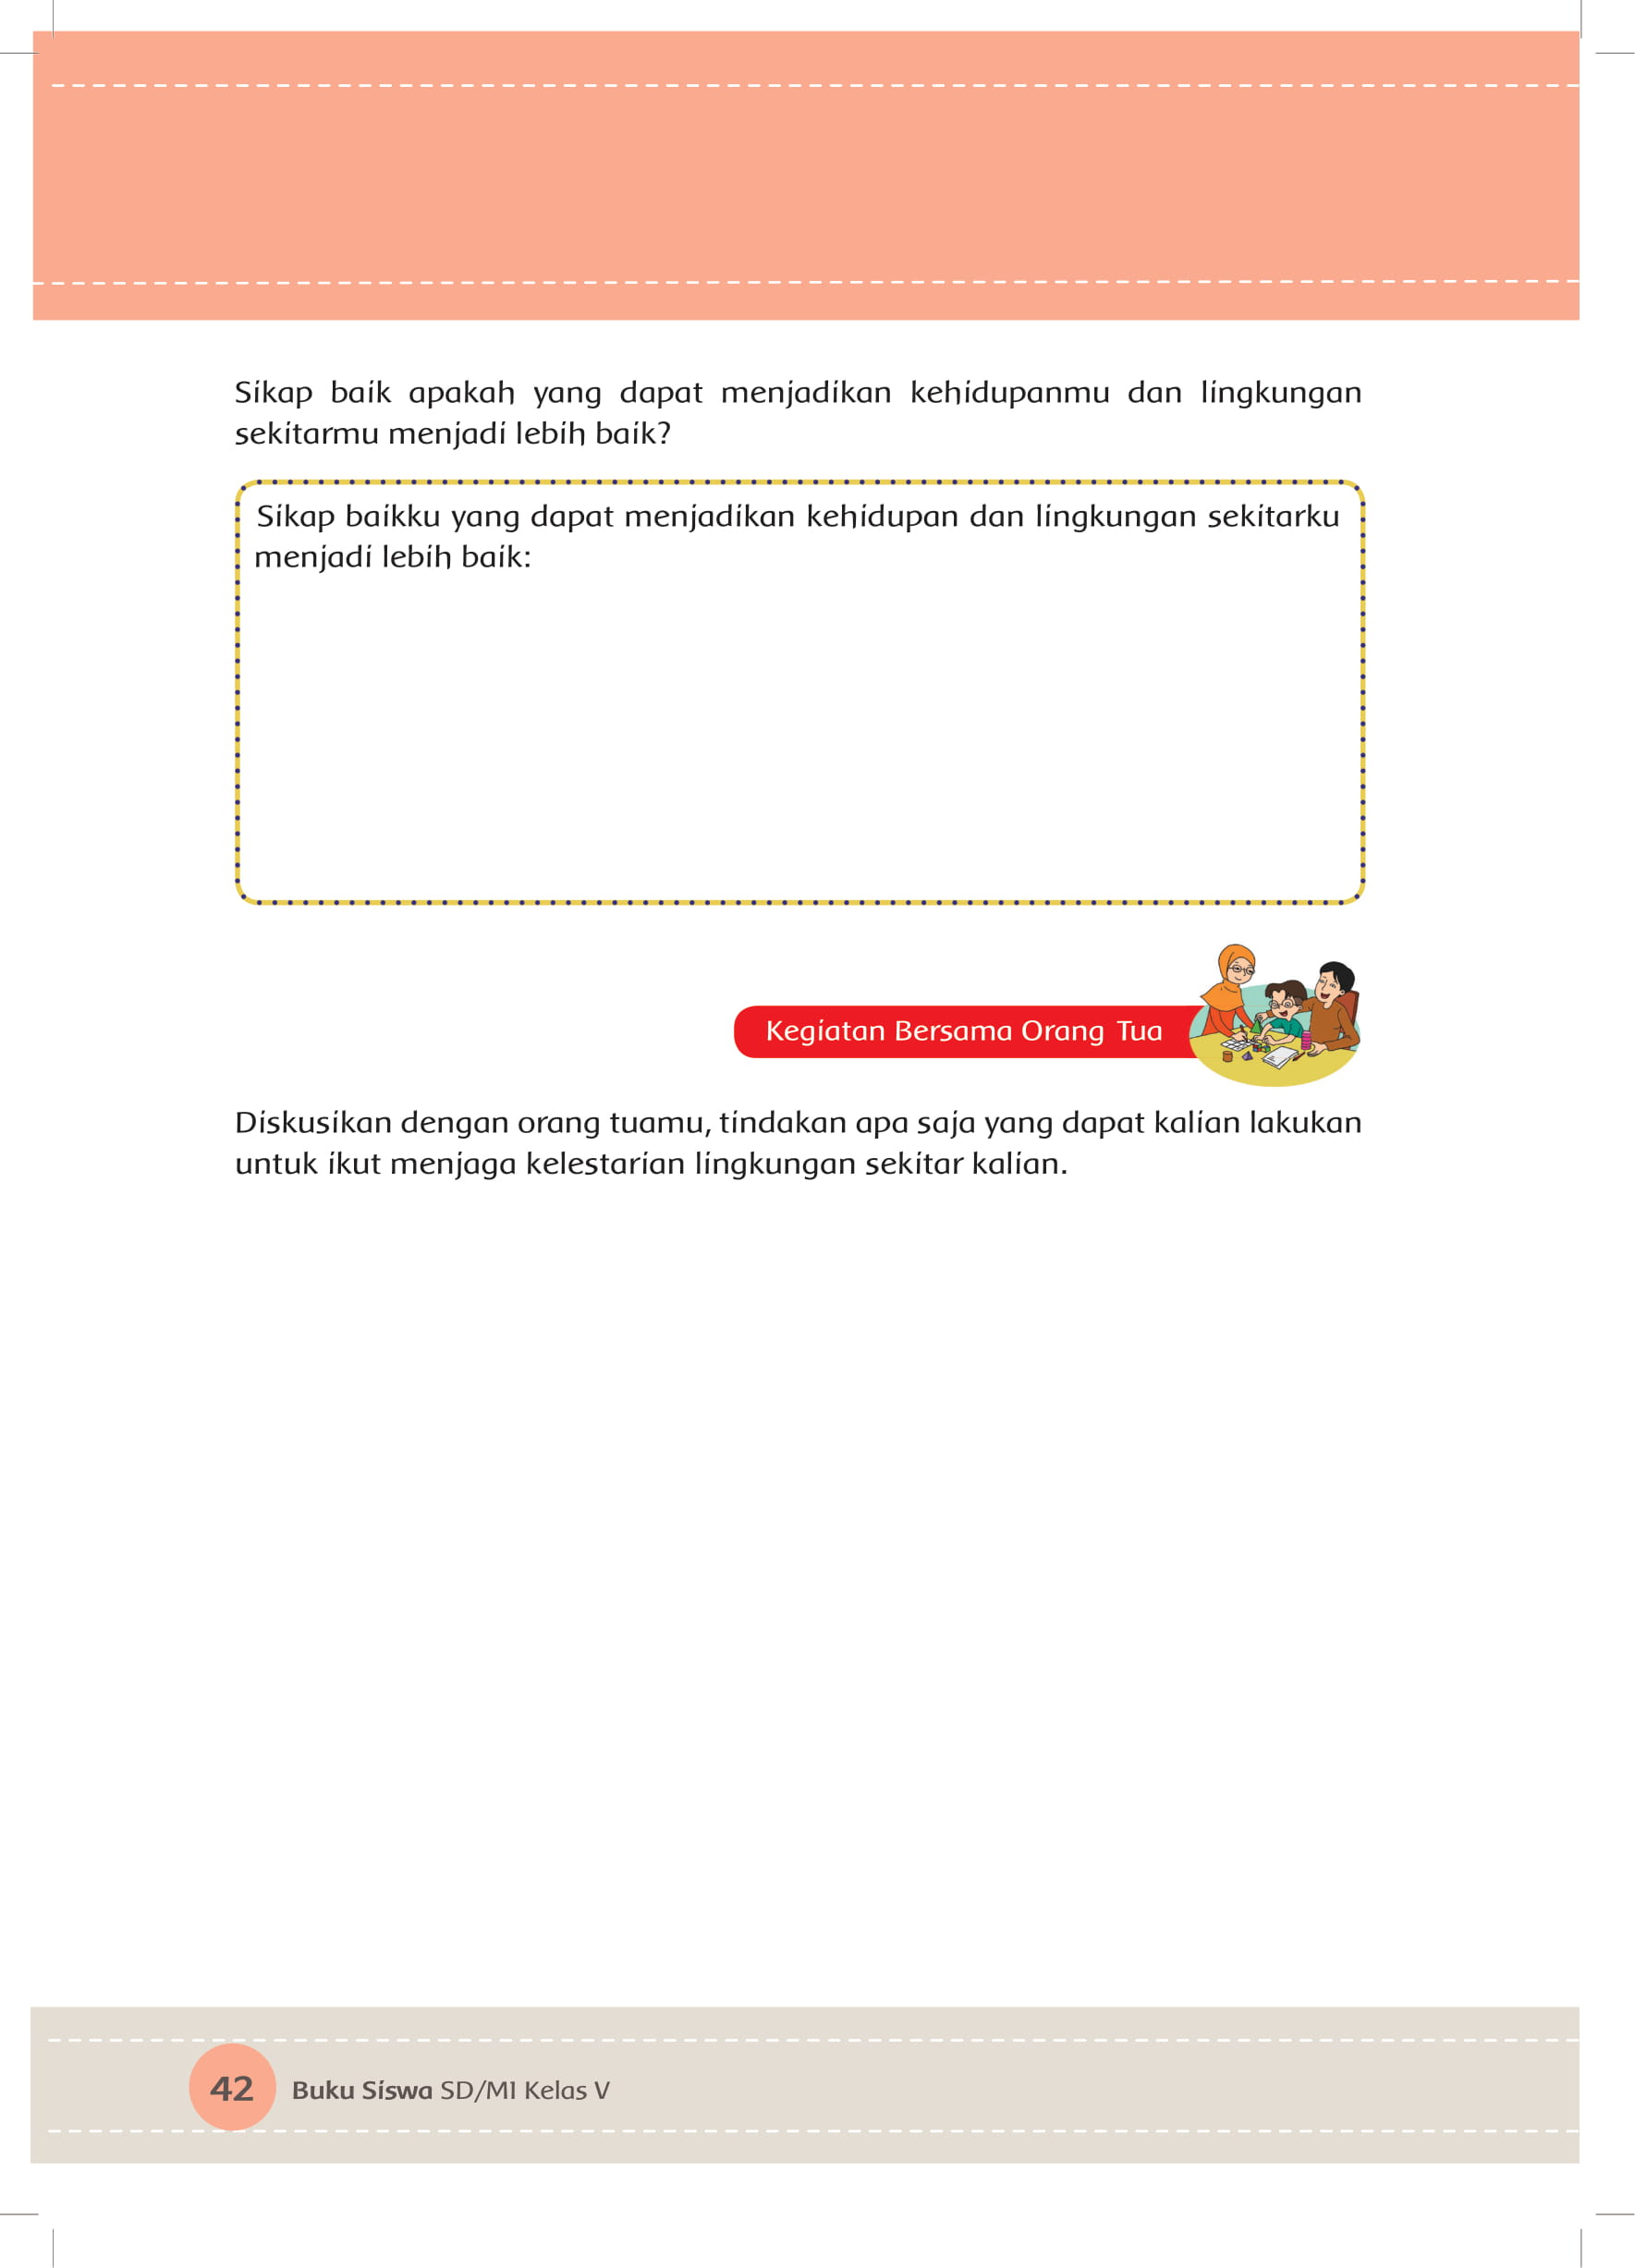 Sikap baik apakah yang dapat menjadikan kehidupanmu dan lingkungan
sekitarmu menjadi lebih baik?
Sikap baikku yang dapat menjadikan kehidupan dan lingkungan sekitarku
menjadi lebih baik:
Kegiatan Bersama Orang Tua
Diskusikan dengan orang tuamu, tindakan apa saja yang dapat kalian lakukan
untuk ikut menjaga kelestarian lingkungan sekitar kalian.
42 Buku Siswa SD/MI Kelas V